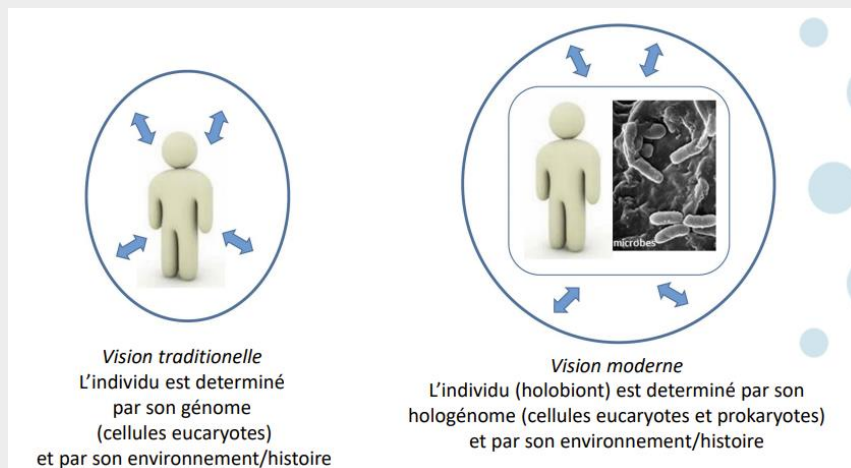 microbes
Vision traditionelle
L'individu est determiné
par son génome
(cellules eucaryotes)
et par son environnement/histoire
Vision moderne
L'individu (holobiont) est determiné par son
hologénome (cellules eucaryotes et prokaryotes)
et par son environnement/histoire